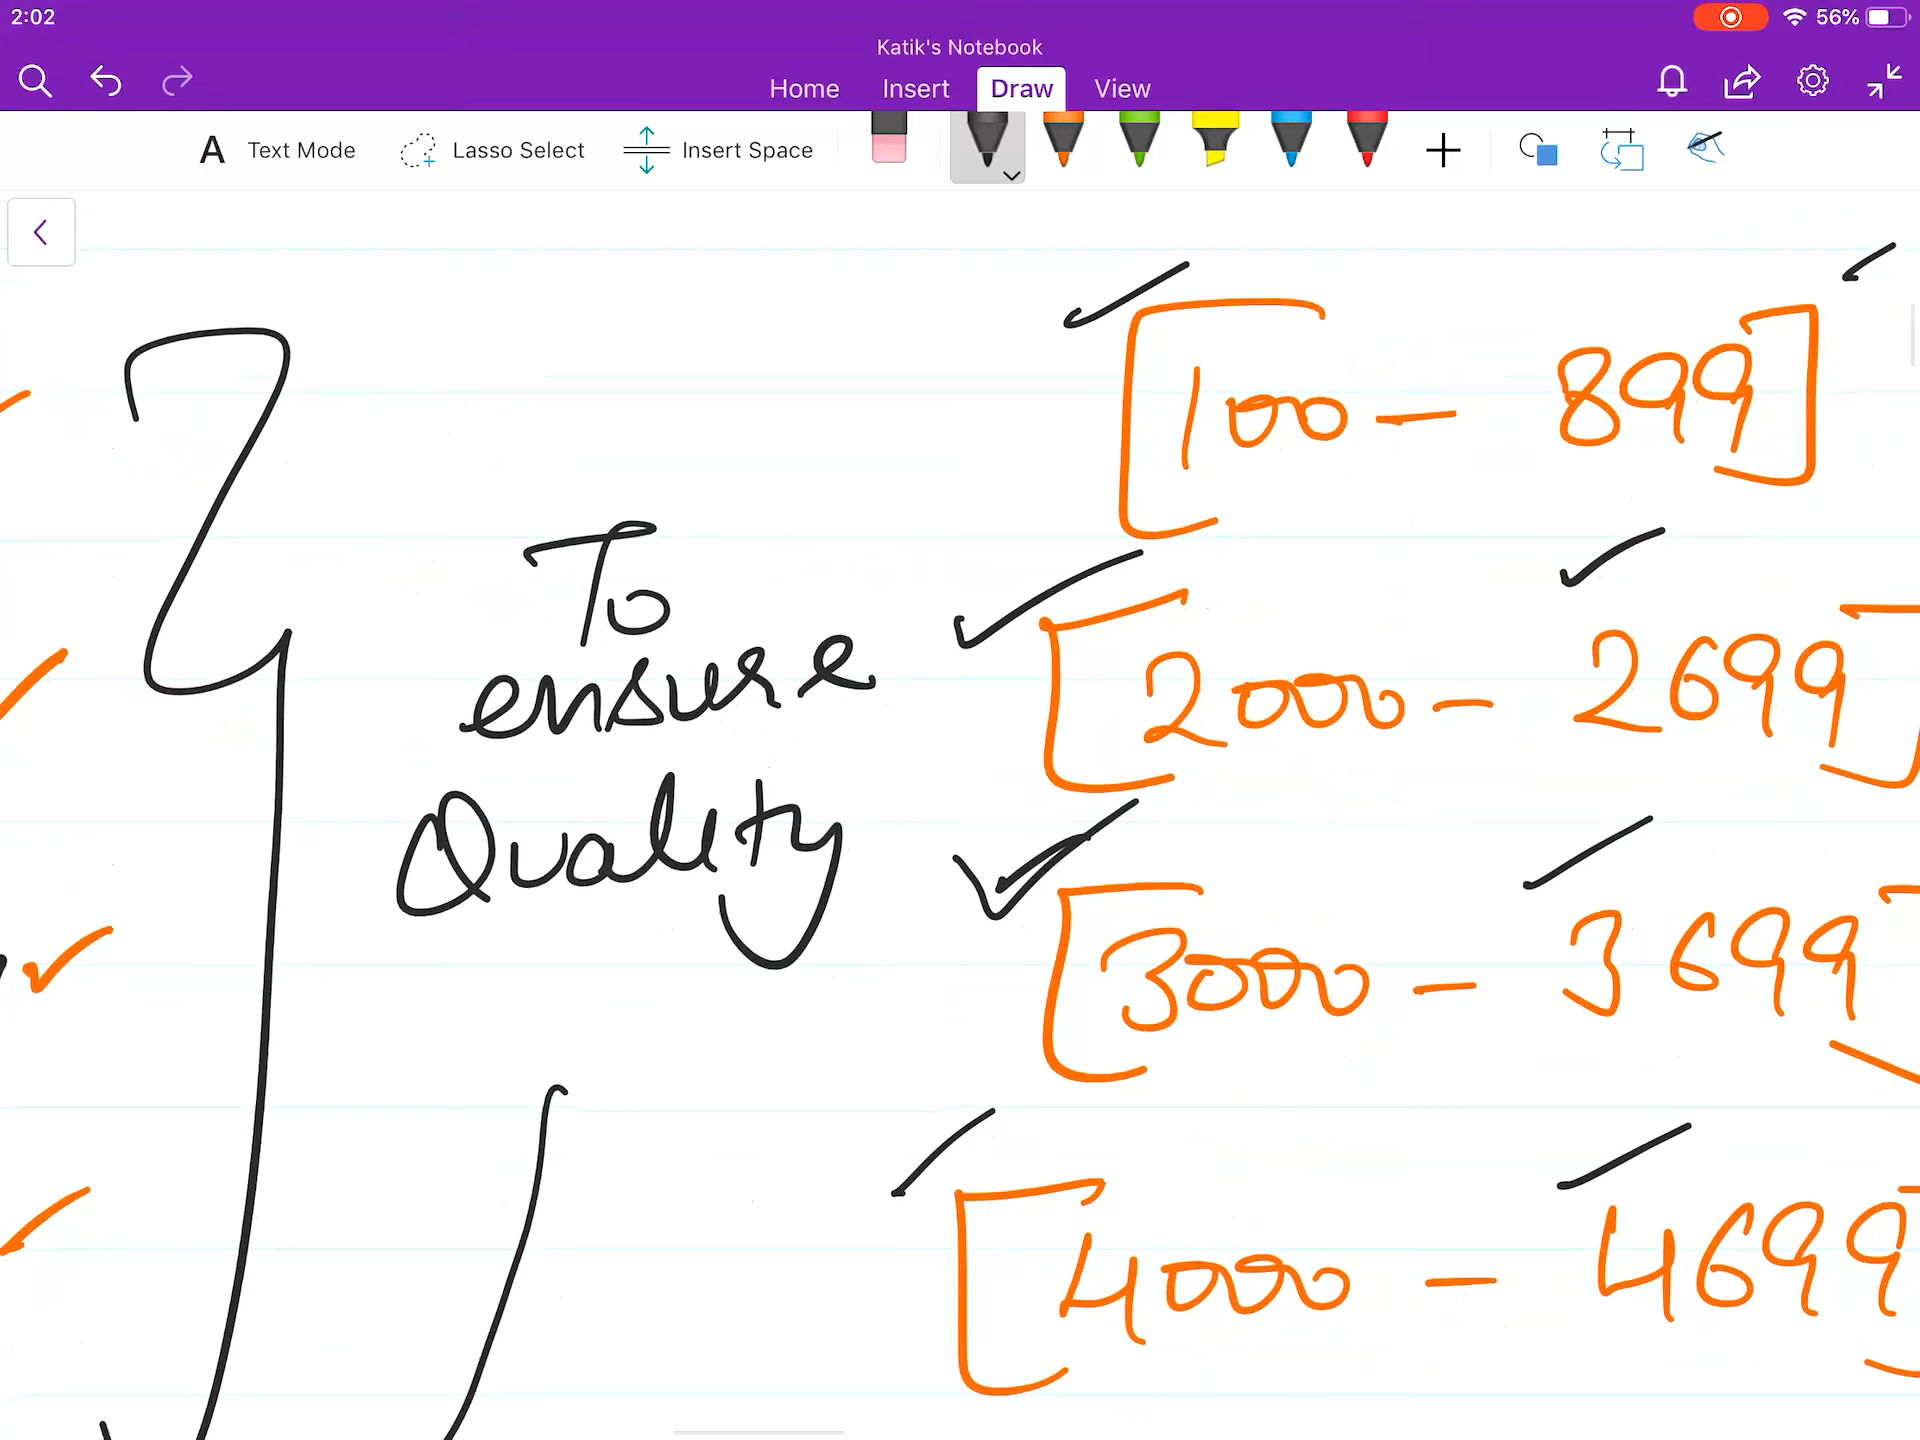 2:02
56%
Katik's Notebook
Home Insert Draw View
A Text Mode Lasso Select Insert Space
[100 - 899]
To
ensure
Quality
[2000 - 2699]
[3000 - 3699]
[4000 - 4699]